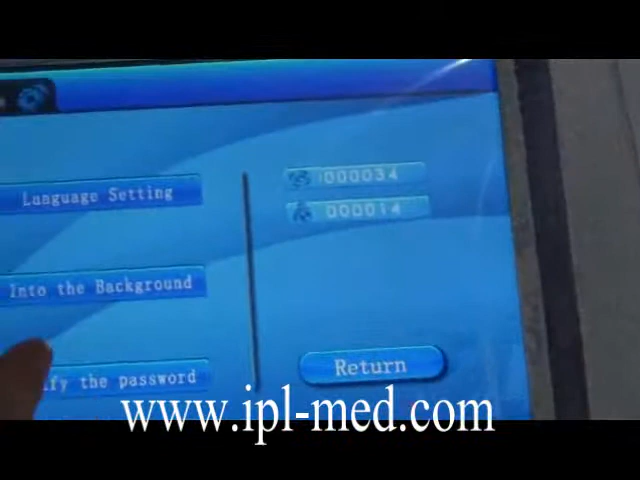 Language Setting
000034
000014
Into the Background
the password
Return
www.ipl-med.com